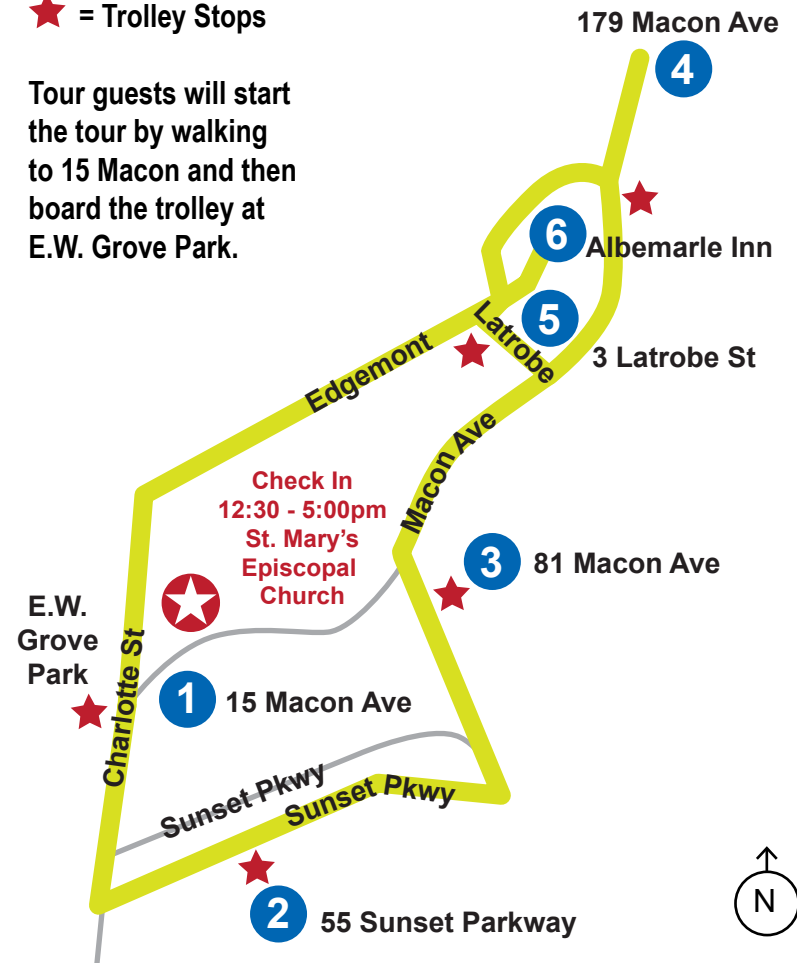 = Trolley Stops
179 Macon Ave
4
Tour guests will start
the tour by walking
to 15 Macon and then
board the trolley at
E.W. Grove Park.
6
Albemarle Inn
5
Latrobe
3 Latrobe St
Edgemont
Macon Ave
Check In
12:30 - 5:00pm
St. Mary's
Episcopal
Church
3
81 Macon Ave
E.W.
Grove
Park
Charlotte St
1
15 Macon Ave
Sunset Pkwy
Sunset Pkwy
2
55 Sunset Parkway
N